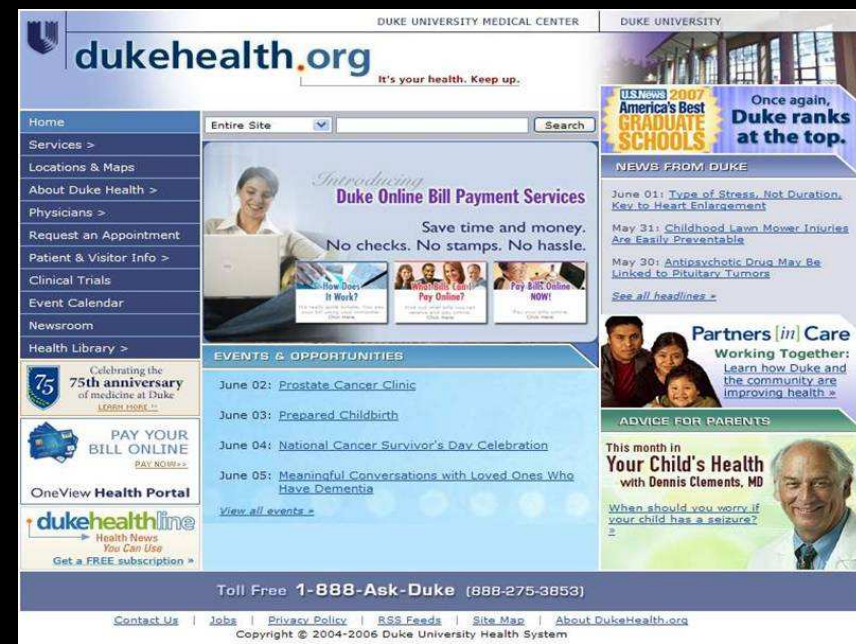 DUKE UNIVERSITY MEDICAL CENTER
DUKE UNIVERSITY
dukehealth.org
It's your health. Keep up.
U.S.News 2007
America's Best
GRADUATE
SCHOOLS
Once again,
Duke ranks
at the top.
Home
Services >
Locations & Maps
About Duke Health >
Physicians >
Request an Appointment
Patient & Visitor Info >
Clinical Trials
Event Calendar
Newsroom
Health Library >
Celebrating the
75 75th anniversary
of medicine at Duke
LEARN MORE
PAY YOUR
BILL ONLINE
PAY NOW>>
OneView Health Portal
dukehealthline
Health News
You Can Use
Get a FREE subscription »
Entire Site
Search
Introducing
Duke Online Bill Payment Services
Save time and money.
No checks. No stamps. No hassle.
How Does
It Work?
Click Here
What Bills Can I
Pay Online?
Click Here
Pay Bills Online
NOW!
Click Here
EVENTS & OPPORTUNITIES
June 02: Prostate Cancer Clinic
June 03: Prepared Childbirth
June 04: National Cancer Survivor's Day Celebration
June 05: Meaningful Conversations with Loved Ones Who
Have Dementia
View all events »
NEWS FROM DUKE
June 01: Type of Stress, Not Duration,
Key to Heart Enlargement
May 31: Childhood Lawn Mower Injuries
Are Easily Preventable
May 30: Antipsychotic Drug May Be
Linked to Pituitary Tumors
See all headlines »
Partners [in] Care
Working Together:
Learn how Duke and
the community are
improving health »
ADVICE FOR PARENTS
This month in
Your Child's Health
with Dennis Clements, MD
When should you worry if
your child has a seizure?
»
Toll Free 1-888-Ask-Duke (888-275-3853)
Contact Us | Jobs | Privacy Policy | RSS Feeds | Site Map | About DukeHealth.org
Copyright © 2004-2006 Duke University Health System